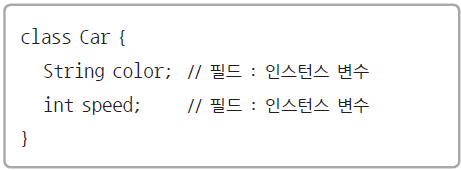 class Car {
String color; // 필드 : 인스턴스 변수
int speed; // 필드 : 인스턴스 변수
}